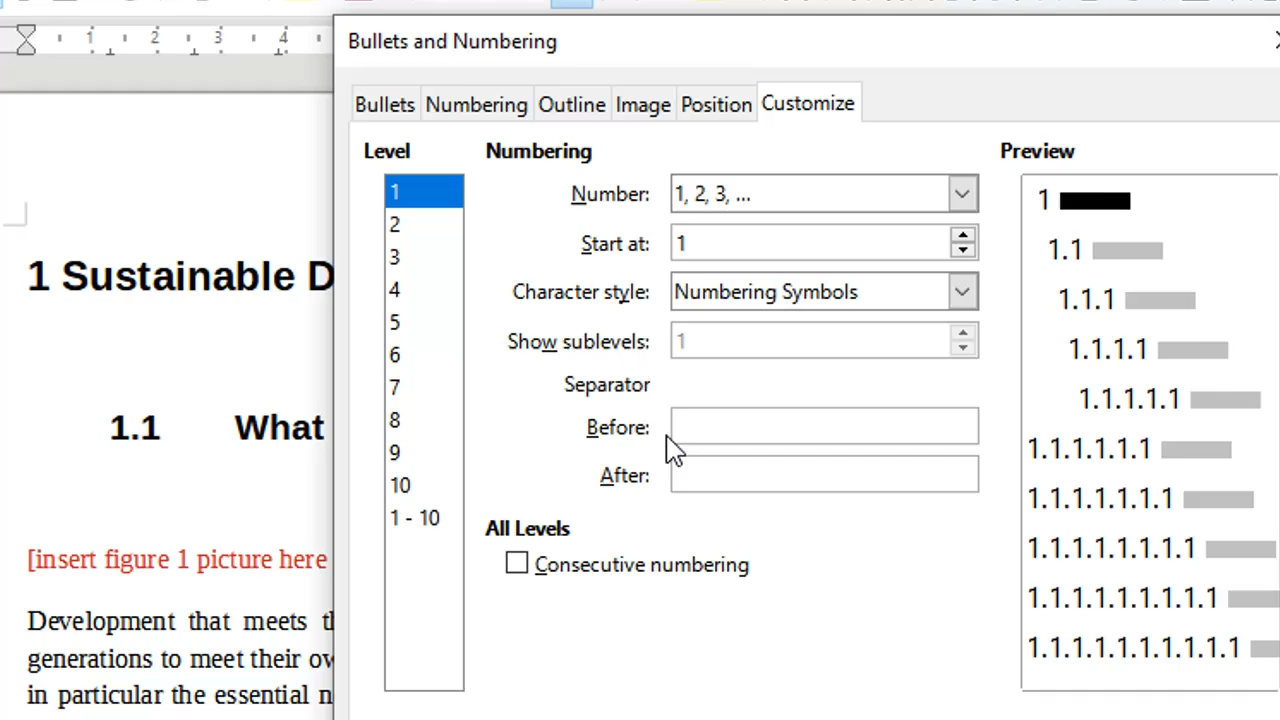 1 2 3 4
Bullets and Numbering
Bullets Numbering Outline Image Position Customize
Level Numbering Preview
1
2
3
4
5
6
7
8
9
10
1 - 10
Number: 1, 2, 3, ...
Start at: 1
Character style: Numbering Symbols
Show sublevels: 1
Separator
Before:
After:
All Levels
Consecutive numbering
1
1.1
1.1.1
1.1.1.1
1.1.1.1.1
1.1.1.1.1.1
1.1.1.1.1.1.1
1.1.1.1.1.1.1.1
1.1.1.1.1.1.1.1.1
1.1.1.1.1.1.1.1.1.1
1 Sustainable D
1.1 What
[insert figure 1 picture here
Development that meets
generations to meet their
in particular the essential